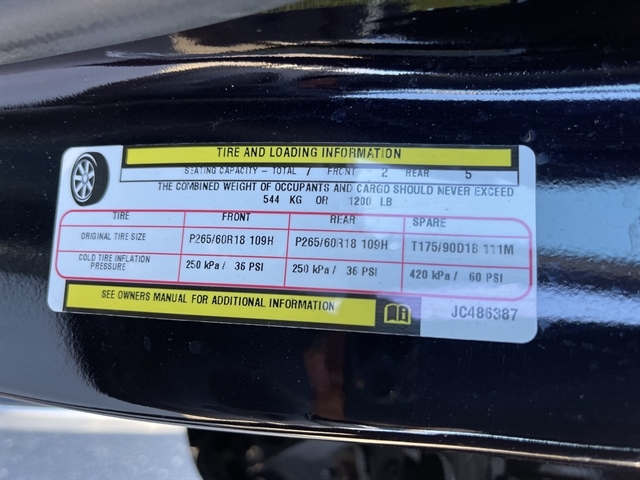 TIRE AND LOADING INFORMATION
SEATING CAPACITY - TOTAL 7 FRONT 2 REAR 5
THE COMBINED WEIGHT OF OCCUPANTS AND CARGO SHOULD NEVER EXCEED
544 KG OR 1200 LB
TIRE FRONT REAR SPARE
ORIGINAL TIRE SIZE P265/60R18 109H P265/60R18 109H T175/90D18 111M
COLD TIRE INFLATION PRESSURE 250 kPa / 36 PSI 250 kPa / 36 PSI 420 kPa / 60 PSI
SEE OWNERS MANUAL FOR ADDITIONAL INFORMATION
JC486387